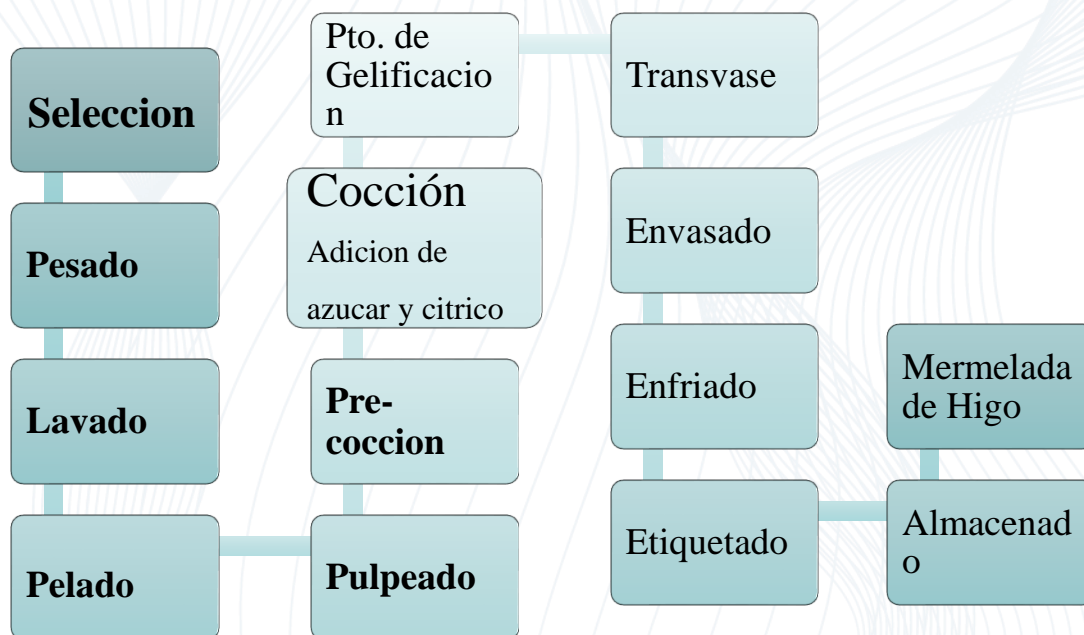 Seleccion
Pesado
Lavado
Pelado
Pulpeado
Pre-
coccion
Cocción
Adicion de
azucar y citrico
Pto. de
Gelificacio
n
Transvase
Envasado
Enfriado
Etiquetado
Almacenad
o
Mermelada
de Higo